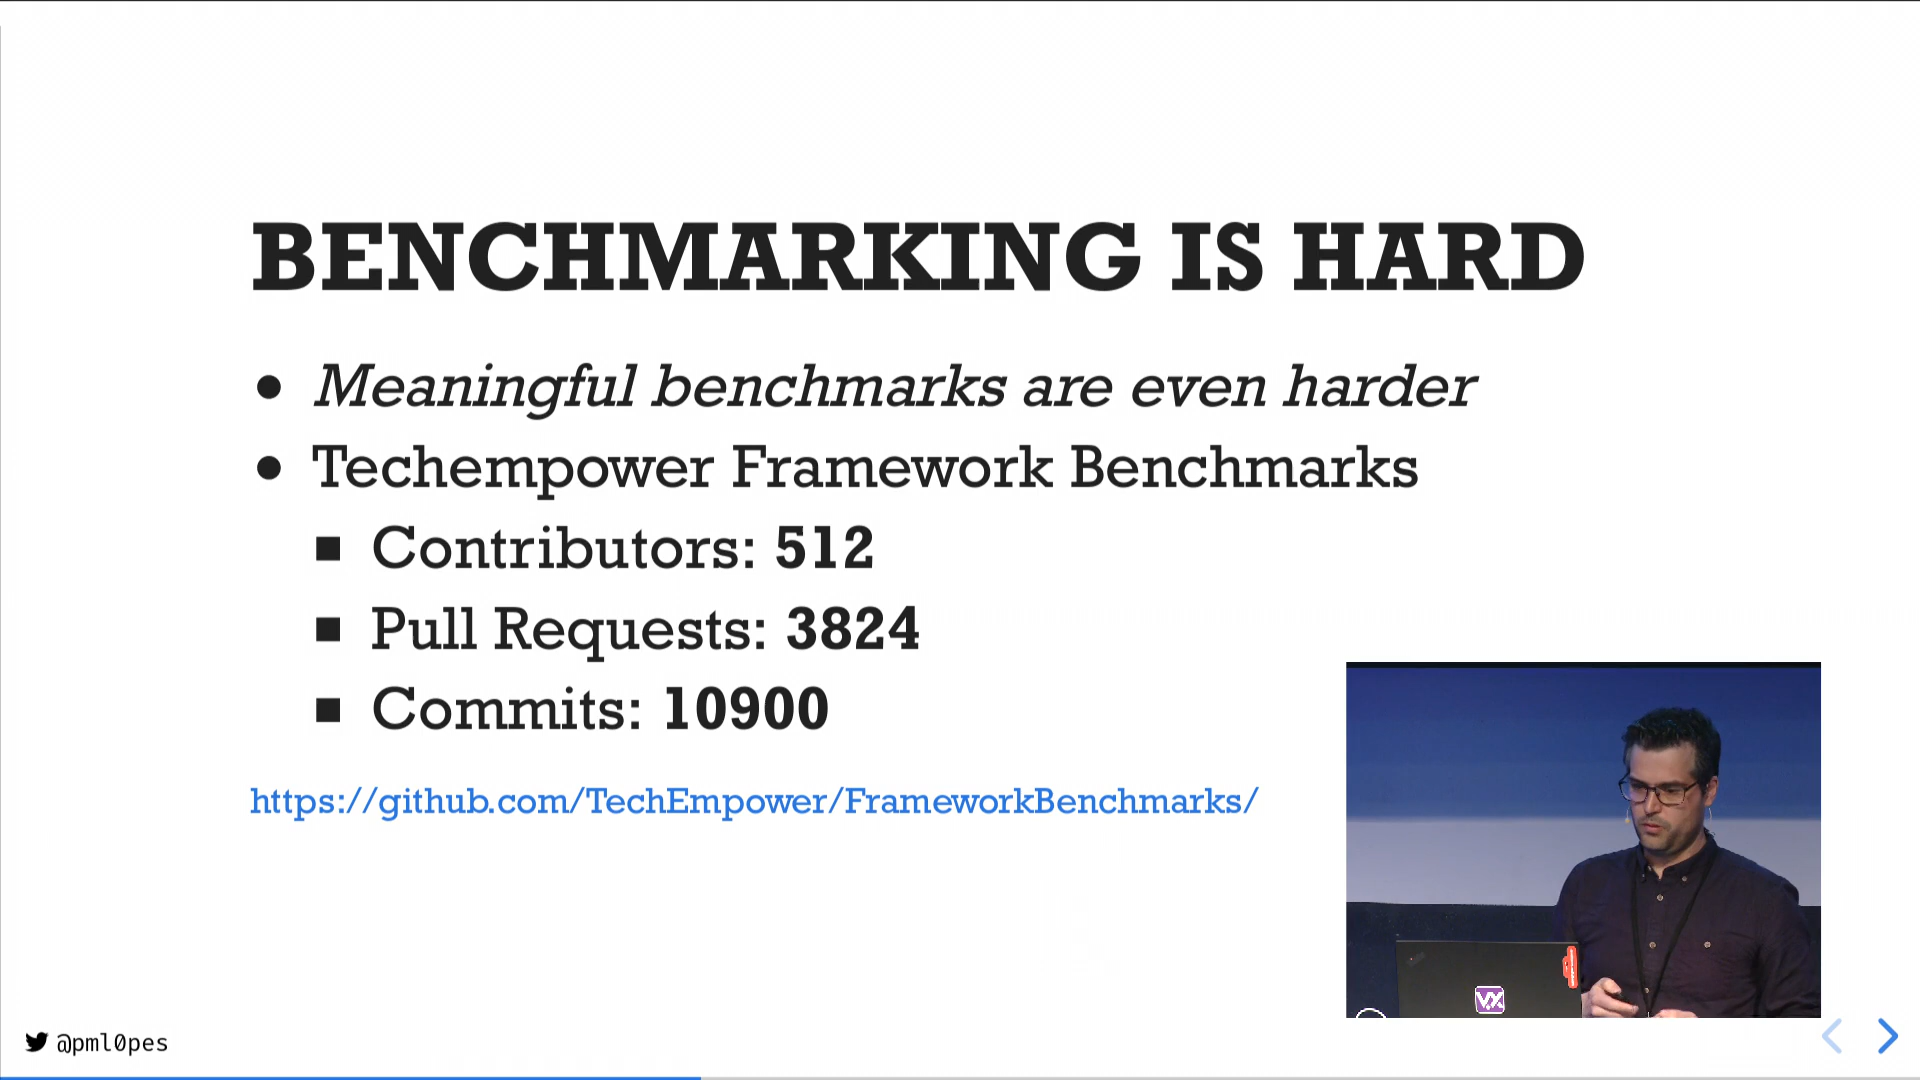 BENCHMARKING IS HARD
Meaningful benchmarks are even harder
Techempower Framework Benchmarks
Contributors: 512
Pull Requests: 3824
Commits: 10900
https://github.com/TechEmpower/FrameworkBenchmarks/
VX
@pml0pes